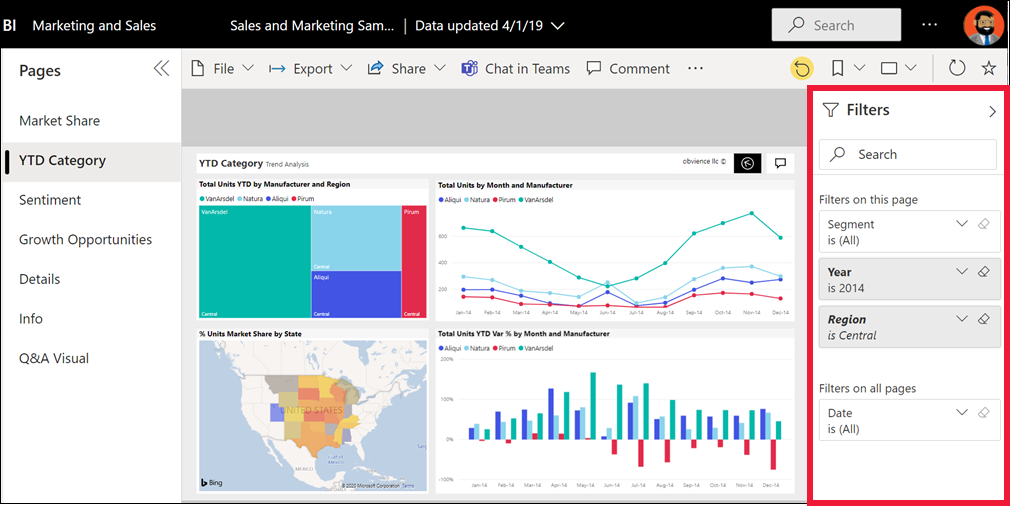 BI Marketing and Sales Sales and Marketing Sam... | Data updated 4/1/19 Search ...
Pages
Market Share
YTD Category
Sentiment
Growth Opportunities
Details
Info
Q&A Visual
File Export Share Chat in Teams Comment ...
YTD Category Trend Analysis
obvience llc ©
Total Units YTD by Manufacturer and Region
VanArsdel Natura Aliqui Pirum
VanArsdel Natura Pirum
Central
Aliqui
Central Central Central
Total Units by Month and Manufacturer
Aliqui Natura Pirum VanArsdel
600
400
200
Jan-14 Feb-14 Mar-14 Apr-14 May-14 Jun-14 Jul-14 Aug-14 Sep-14 Oct-14 Nov-14 Dec-14
% Units Market Share by State
UNITED STATES
Gulf of
Mexico
MEXICO
Bing
© 2020 Microsoft Corporation Terms
Total Units YTD Var % by Month and Manufacturer
Aliqui Natura Pirum VanArsdel
200%
100%
0%
-100%
Jan-14 Feb-14 Mar-14 Apr-14 May-14 Jun-14 Jul-14 Aug-14 Sep-14 Oct-14 Nov-14 Dec-14
Filters
Search
Filters on this page
Segment
is (All)
Year
is 2014
Region
is Central
Filters on all pages
Date
is (All)